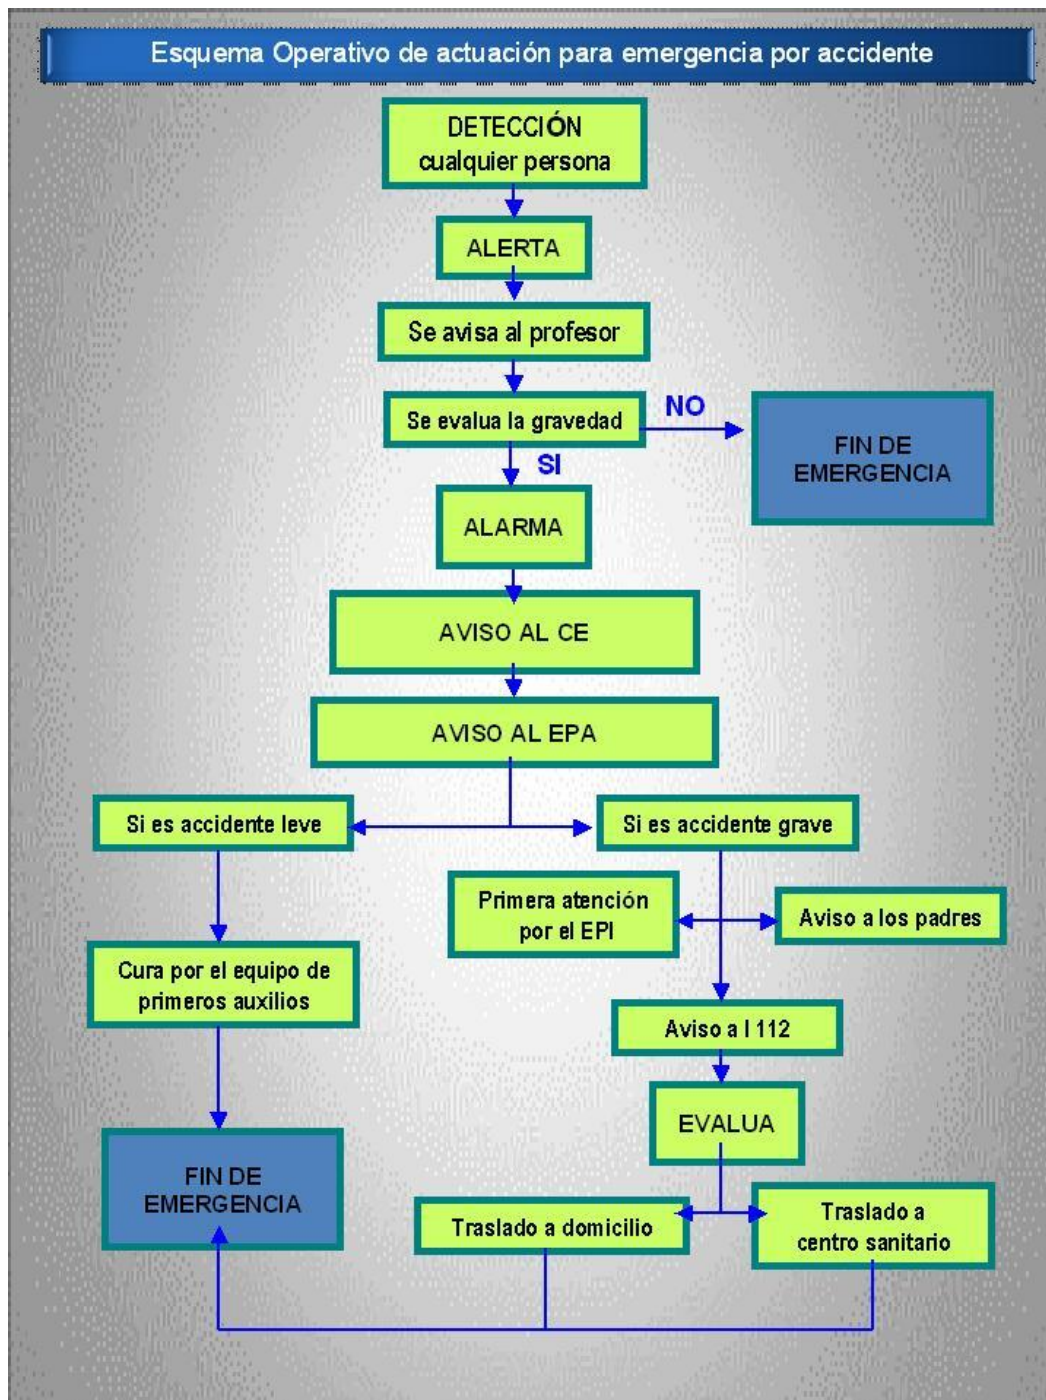 Esquema Operativo de actuación para emergencia por accidente
DETECCIÓN
cualquier persona
ALERTA
Se avisa al profesor
Se evalua la gravedad
NO
FIN DE
EMERGENCIA
SI
ALARMA
AVISO AL CE
AVISO AL EPA
Si es accidente leve
Si es accidente grave
Primera atención
por el EPI
Aviso a los padres
Cura por el equipo de
primeros auxilios
Aviso a l 112
EVALUA
FIN DE
EMERGENCIA
Traslado a domicilio
Traslado a
centro sanitario